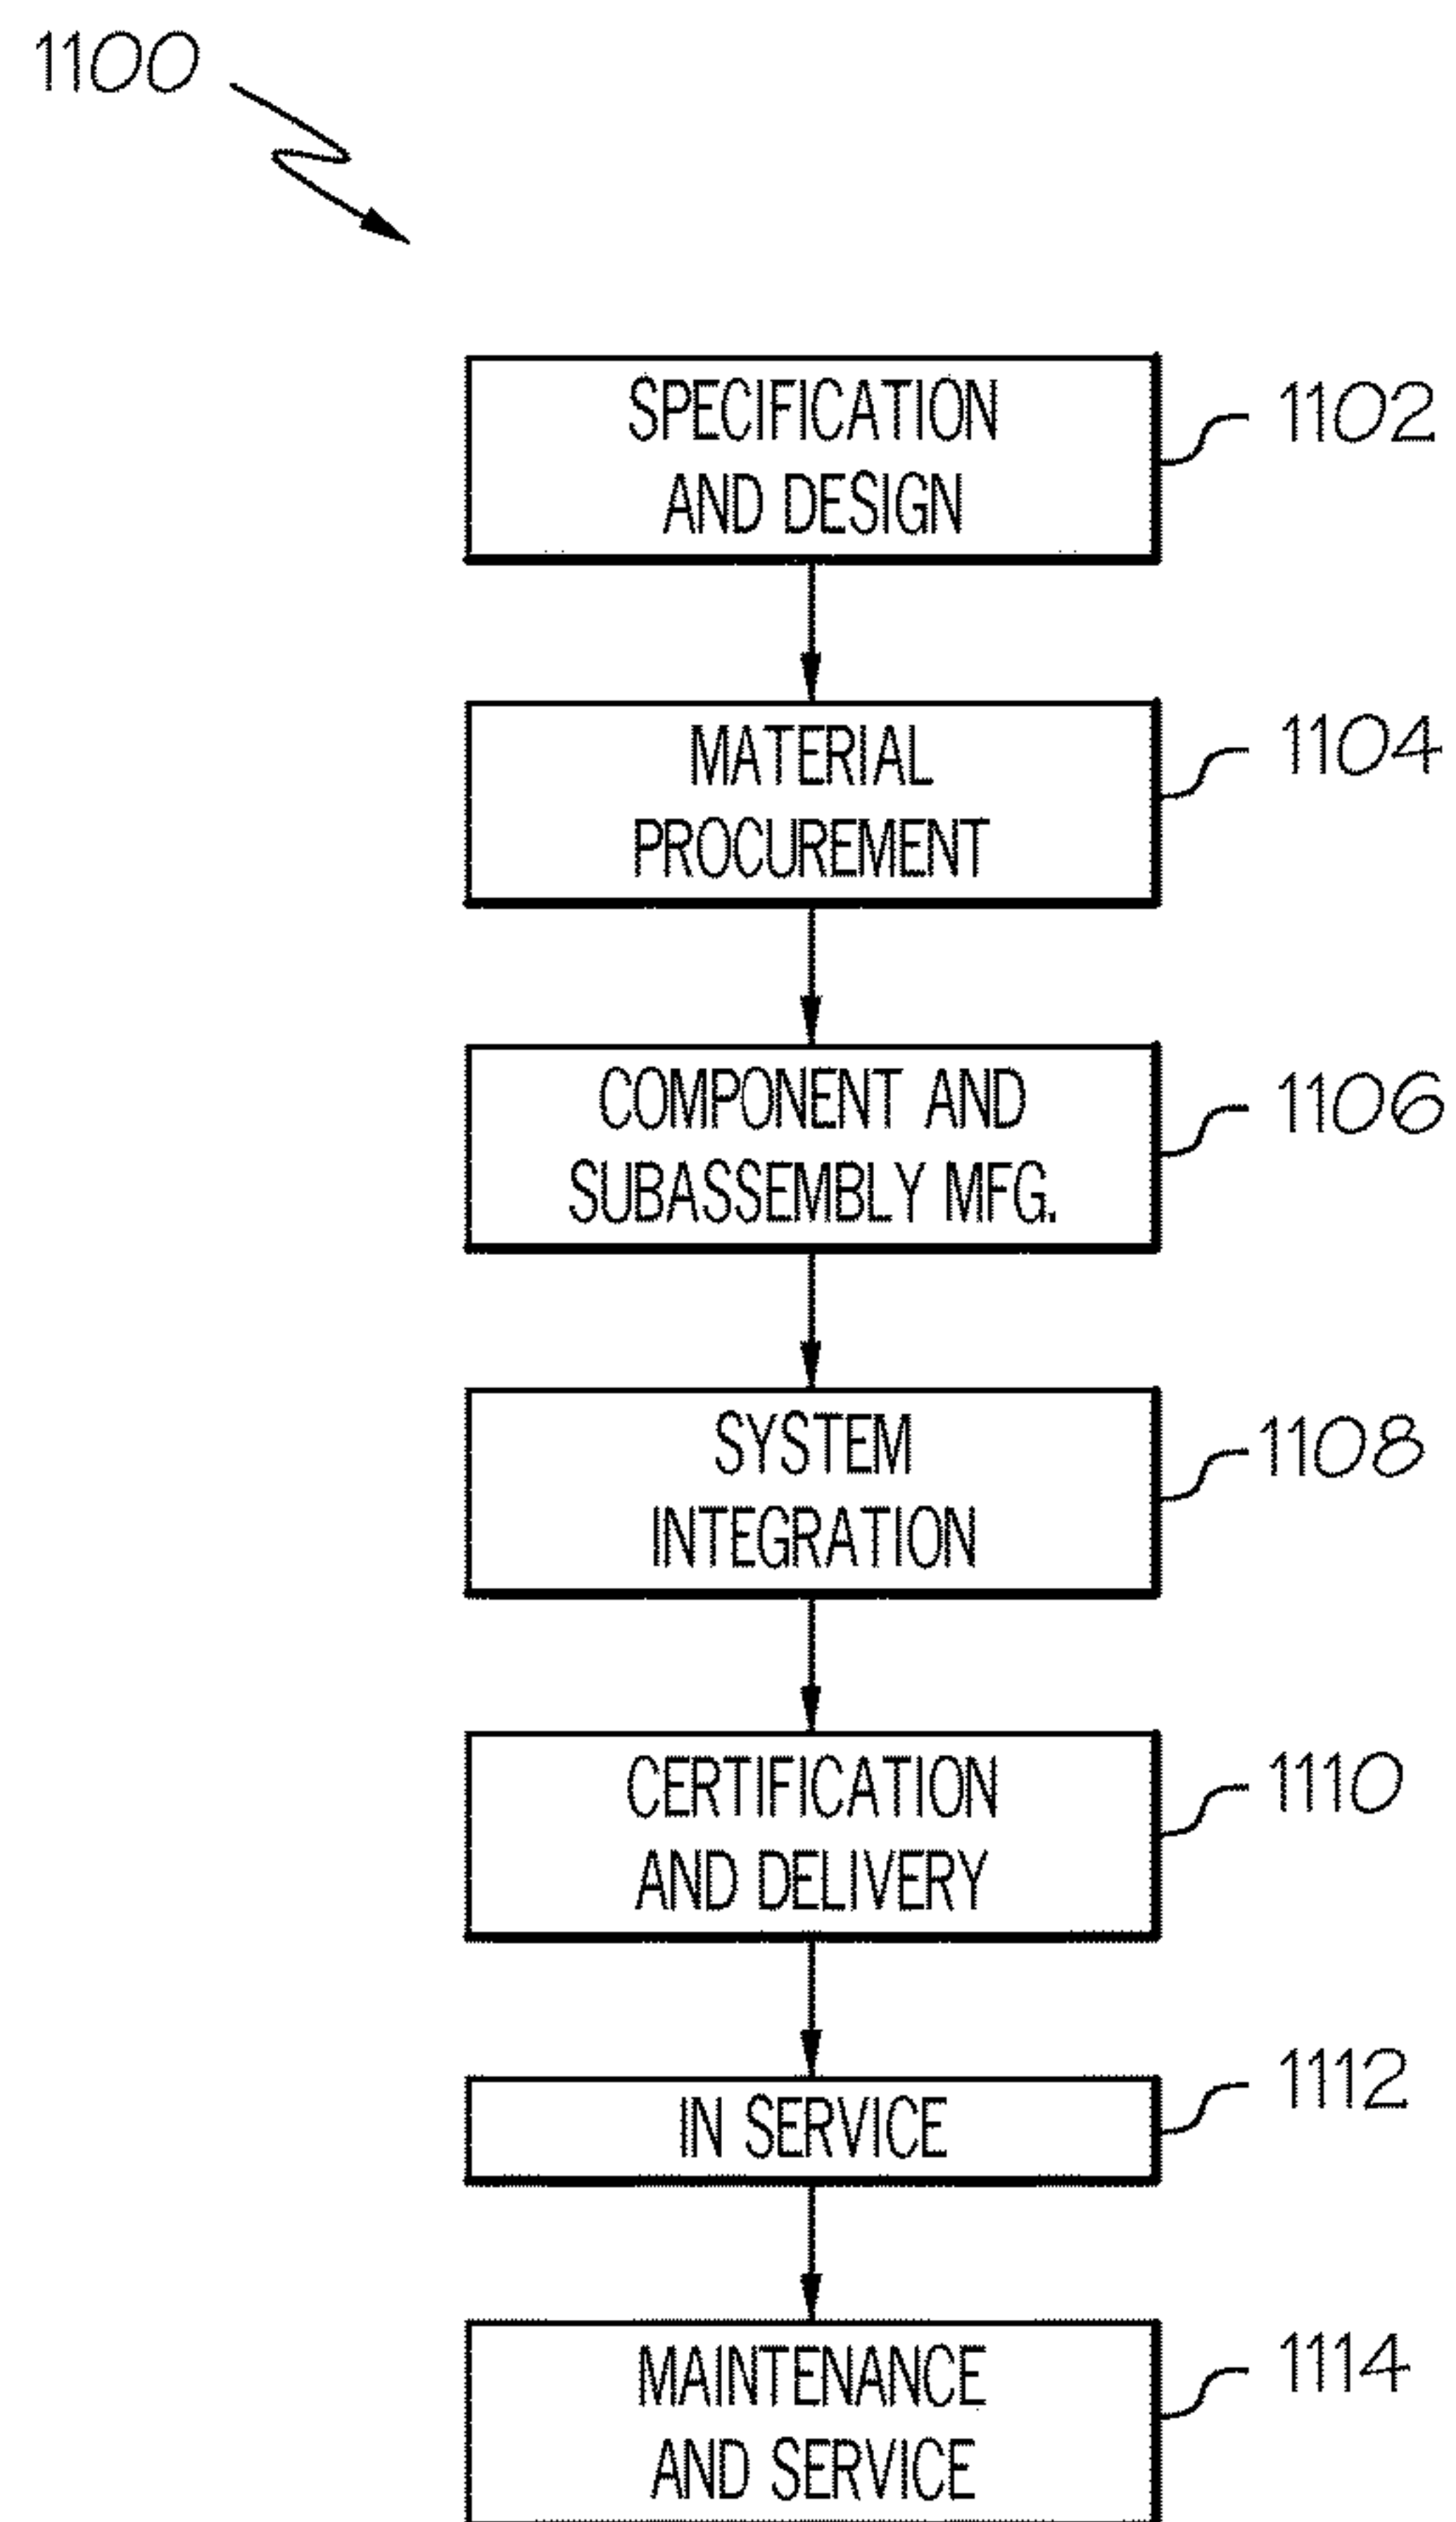 1100
SPECIFICATION
AND DESIGN
1102
MATERIAL
PROCUREMENT
1104
COMPONENT AND
SUBASSEMBLY MFG.
1106
SYSTEM
INTEGRATION
1108
CERTIFICATION
AND DELIVERY
1110
IN SERVICE
1112
MAINTENANCE
AND SERVICE
1114